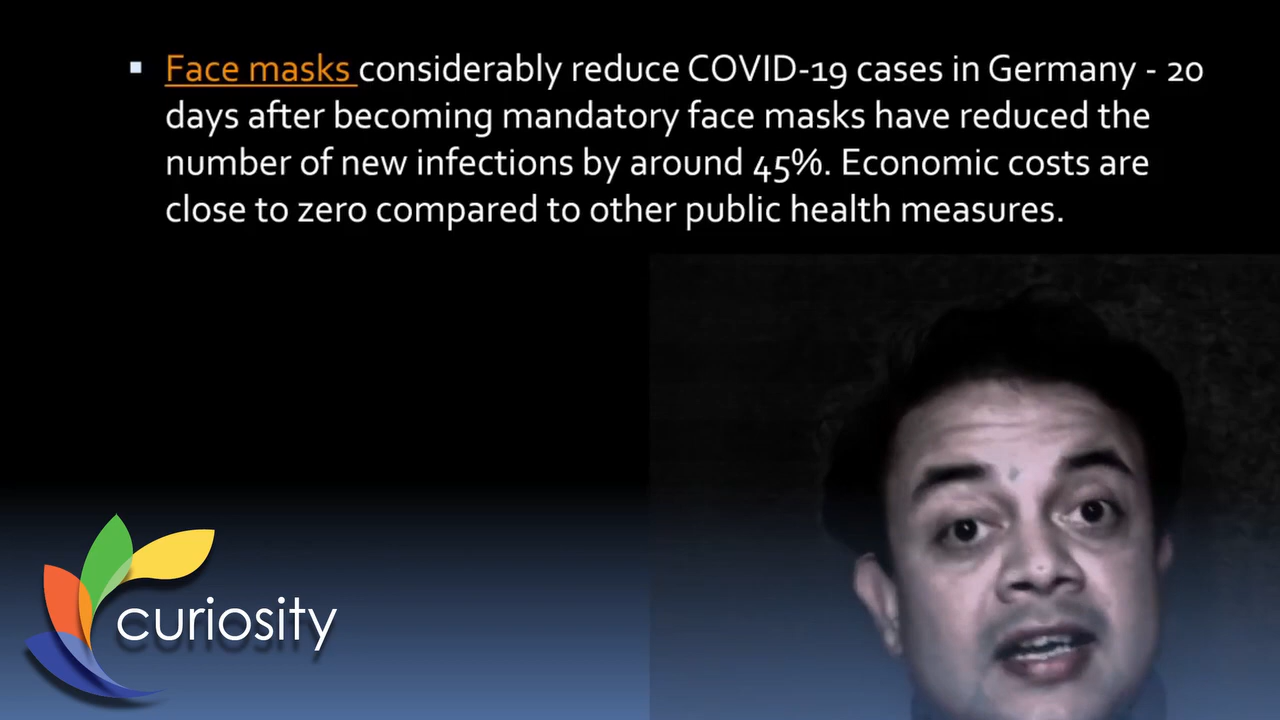 ▪ Face masks considerably reduce COVID-19 cases in Germany - 20
days after becoming mandatory face masks have reduced the
number of new infections by around 45%. Economic costs are
close to zero compared to other public health measures.
curiosity